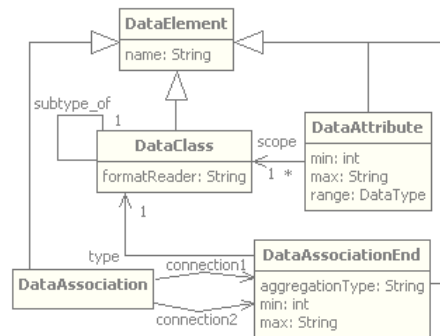 DataElement
name: String
subtype_of
1
DataClass
formatReader: String
scope
1 *
DataAttribute
min: int
max: String
range: DataType
1
type
DataAssociation
connection1
connection2
DataAssociationEnd
aggregationType: String
min: int
max: String